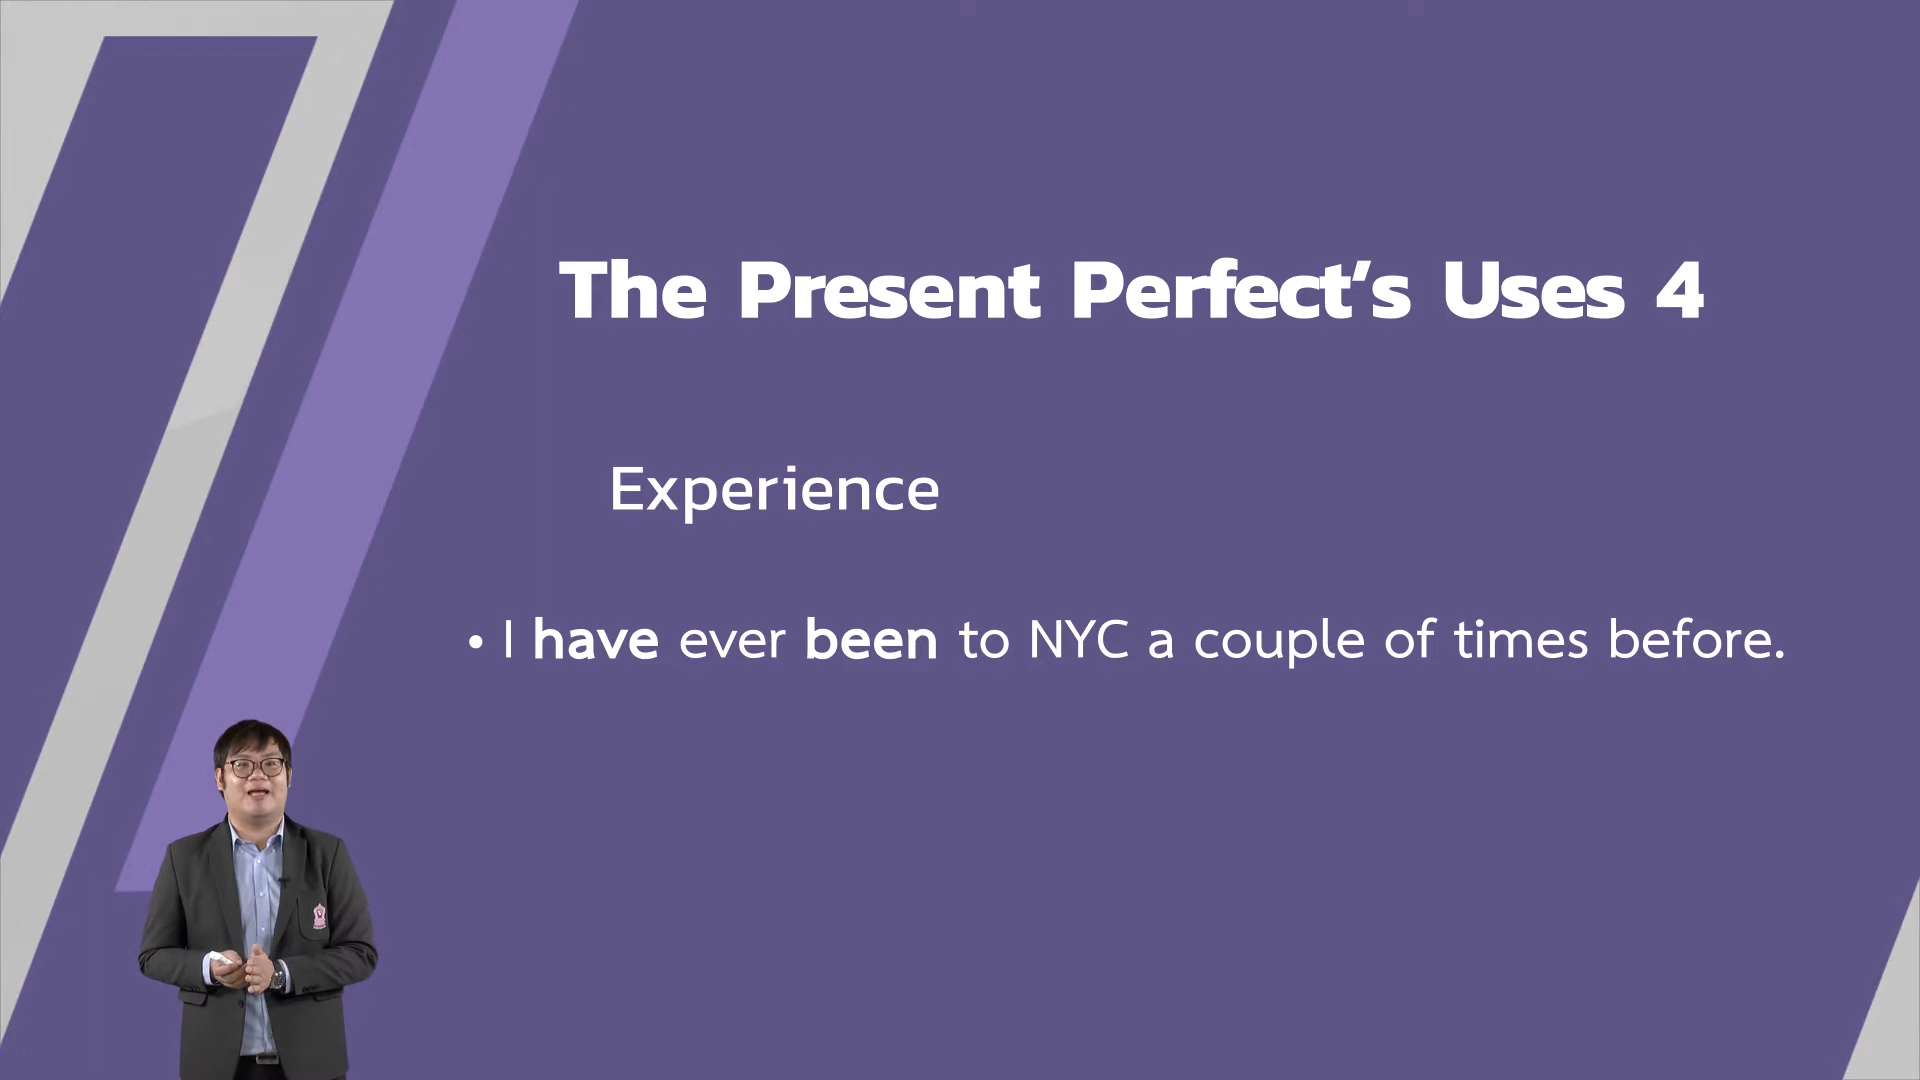 The Present Perfect’s Uses 4
Experience
• I have ever been to NYC a couple of times before.